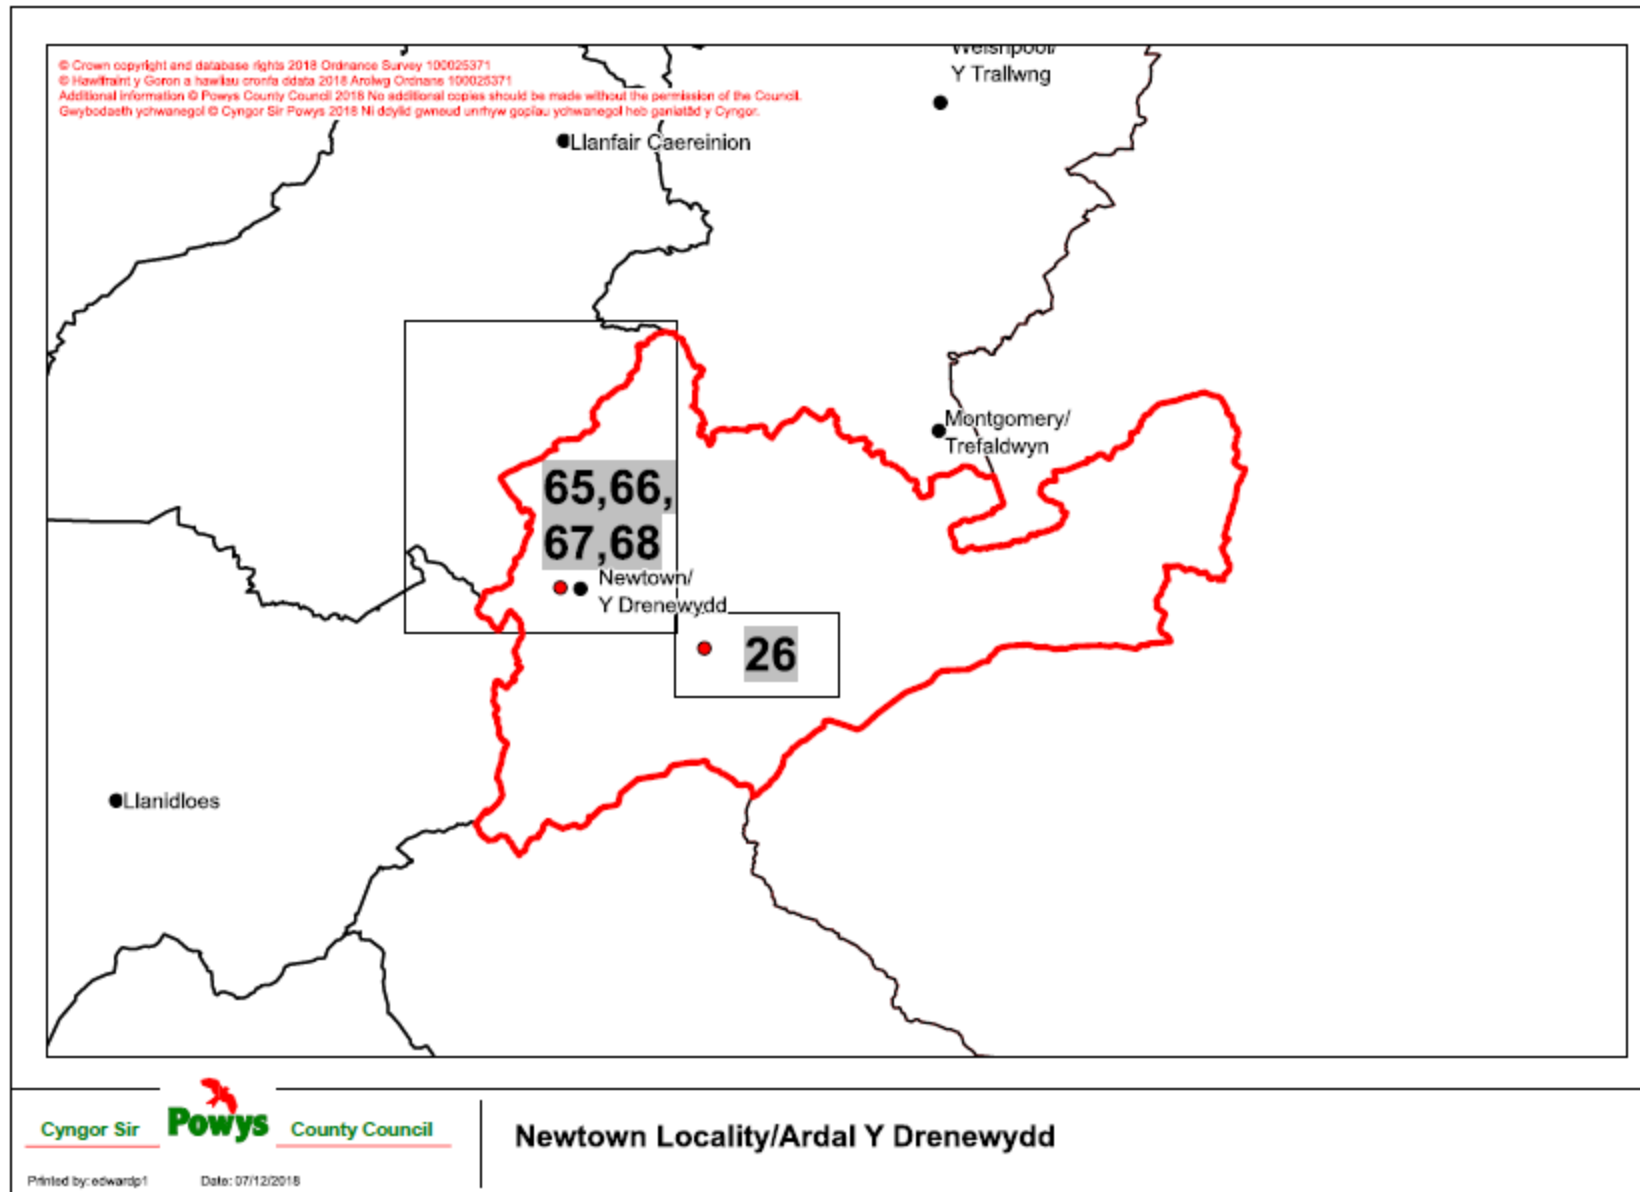 © Crown copyright and database rights 2018 Ordnance Survey 100025371
© Hawlfraint y Goron a hawliau cronfa ddata 2018 Arolwg Ordnans 100025371
Additional information © Powys County Council 2018 No additional copies should be made without the permission of the Council.
Gwybodaeth ychwanegol © Cyngor Sir Powys 2018 Ni ddylid gwneud unrhyw gopïau ychwanegol heb ganiatâd y Cyngor.
Welshpool/
Y Trallwng
Llanfair Caereinion
Montgomery/
Trefaldwyn
65,66,
67,68
Newtown/
Y Drenewydd
26
Llanidloes
Cyngor Sir Powys County Council
Newtown Locality/Ardal Y Drenewydd
Printed by: edwardp1 Date: 07/12/2018